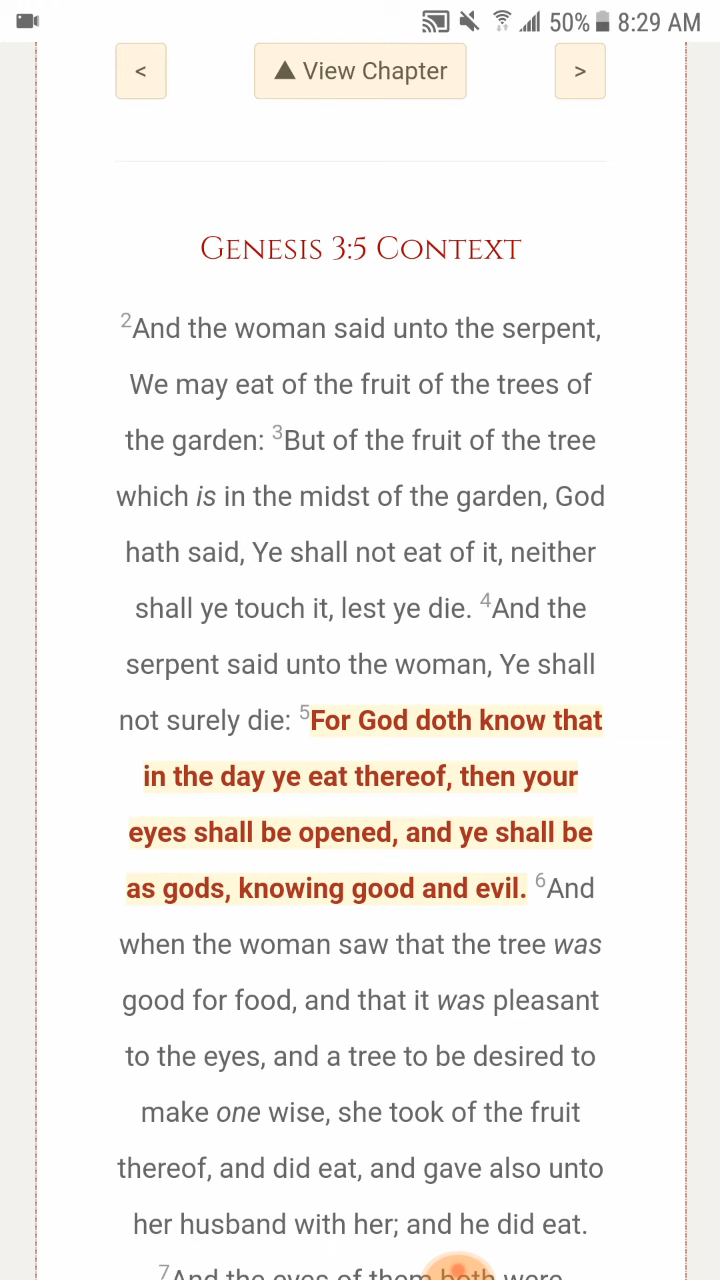 50% 8:29 AM
< ▲ View Chapter >
Genesis 3:5 Context
2And the woman said unto the serpent,
We may eat of the fruit of the trees of
the garden: 3But of the fruit of the tree
which is in the midst of the garden, God
hath said, Ye shall not eat of it, neither
shall ye touch it, lest ye die. 4And the
serpent said unto the woman, Ye shall
not surely die: 5For God doth know that
in the day ye eat thereof, then your
eyes shall be opened, and ye shall be
as gods, knowing good and evil. 6And
when the woman saw that the tree was
good for food, and that it was pleasant
to the eyes, and a tree to be desired to
make one wise, she took of the fruit
thereof, and did eat, and gave also unto
her husband with her; and he did eat.
7And the eyes of them both were